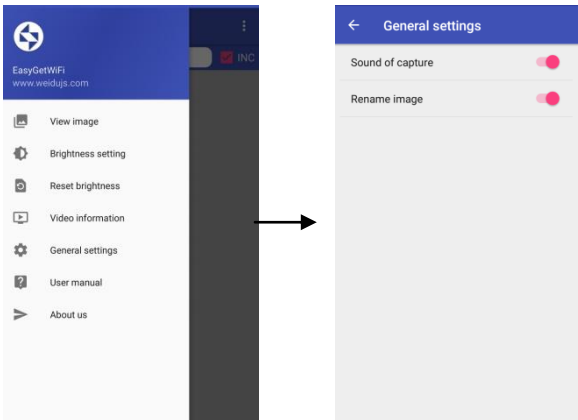 EasyGetWiFi
www.weidujs.com
INC
View image
Brightness setting
Reset brightness
Video information
General settings
User manual
About us
General settings
Sound of capture
Rename image